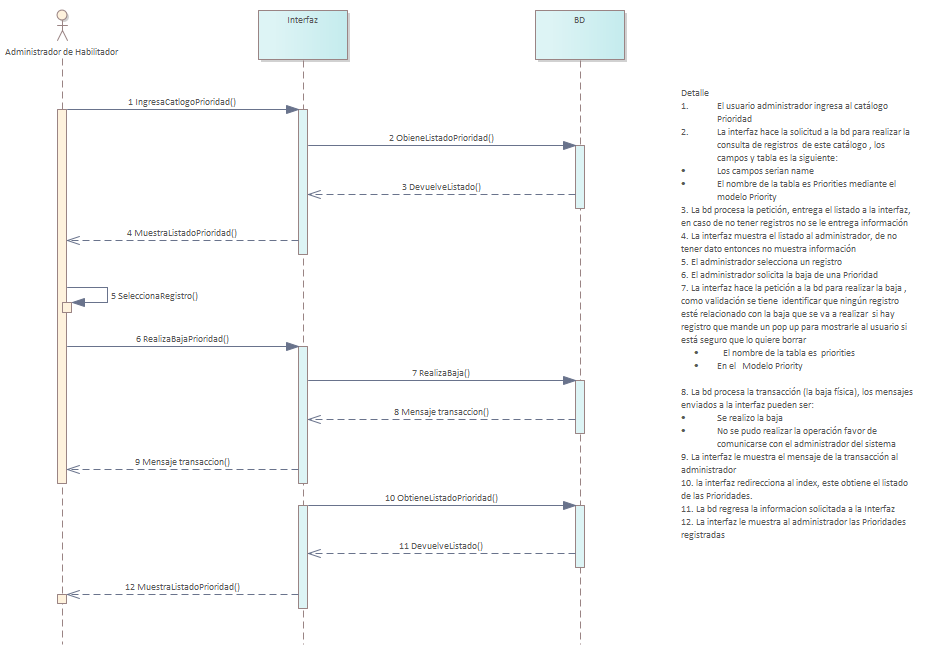 Interfaz
BD
Administrador de Habilitador
1 IngresaCatlogoPrioridad()
2 ObieneListadoPrioridad()
3 DevuelveListado()
4 MuestraListadoPrioridad()
5 SeleccionaRegistro()
6 RealizaBajaPrioridad()
7 RealizaBaja()
8 Mensaje transaccion()
9 Mensaje transaccion()
10 ObtieneListadoPrioridad()
11 DevuelveListado()
12 MuestraListadoPrioridad()
Detalle
1. El usuario administrador ingresa al catálogo
Prioridad
2. La interfaz hace la solicitud a la bd para realizar la
consulta de registros de este catálogo , los
campos y tabla es la siguiente:
• Los campos serian name
• El nombre de la tabla es Priorities mediante el
modelo Priority
3. La bd procesa la petición, entrega el listado a la interfaz,
en caso de no tener registros no se le entrega información
4. La interfaz muestra el listado al administrador, de no
tener dato entonces no muestra información
5. El administrador selecciona un registro
6. El administrador solicita la baja de una Prioridad
7. La interfaz hace la petición a la bd para realizar la baja ,
como validación se tiene identificar que ningún registro
esté relacionado con la baja que se va a realizar si hay
registro que mande un pop up para mostrarle al usuario si
está seguro que lo quiere borrar
• El nombre de la tabla es priorities
• En el Modelo Priority
8. La bd procesa la transacción (la baja física), los mensajes
enviados a la interfaz pueden ser:
• Se realizo la baja
• No se pudo realizar la operación favor de
comunicarse con el administrador del sistema
9. La interfaz le muestra el mensaje de la transacción al
administrador
10. la interfaz redirecciona al index, este obtiene el listado
de las Prioridades.
11. La bd regresa la informacion solicitada a la Interfaz
12. La interfaz le muestra al administrador las Prioridades
registradas